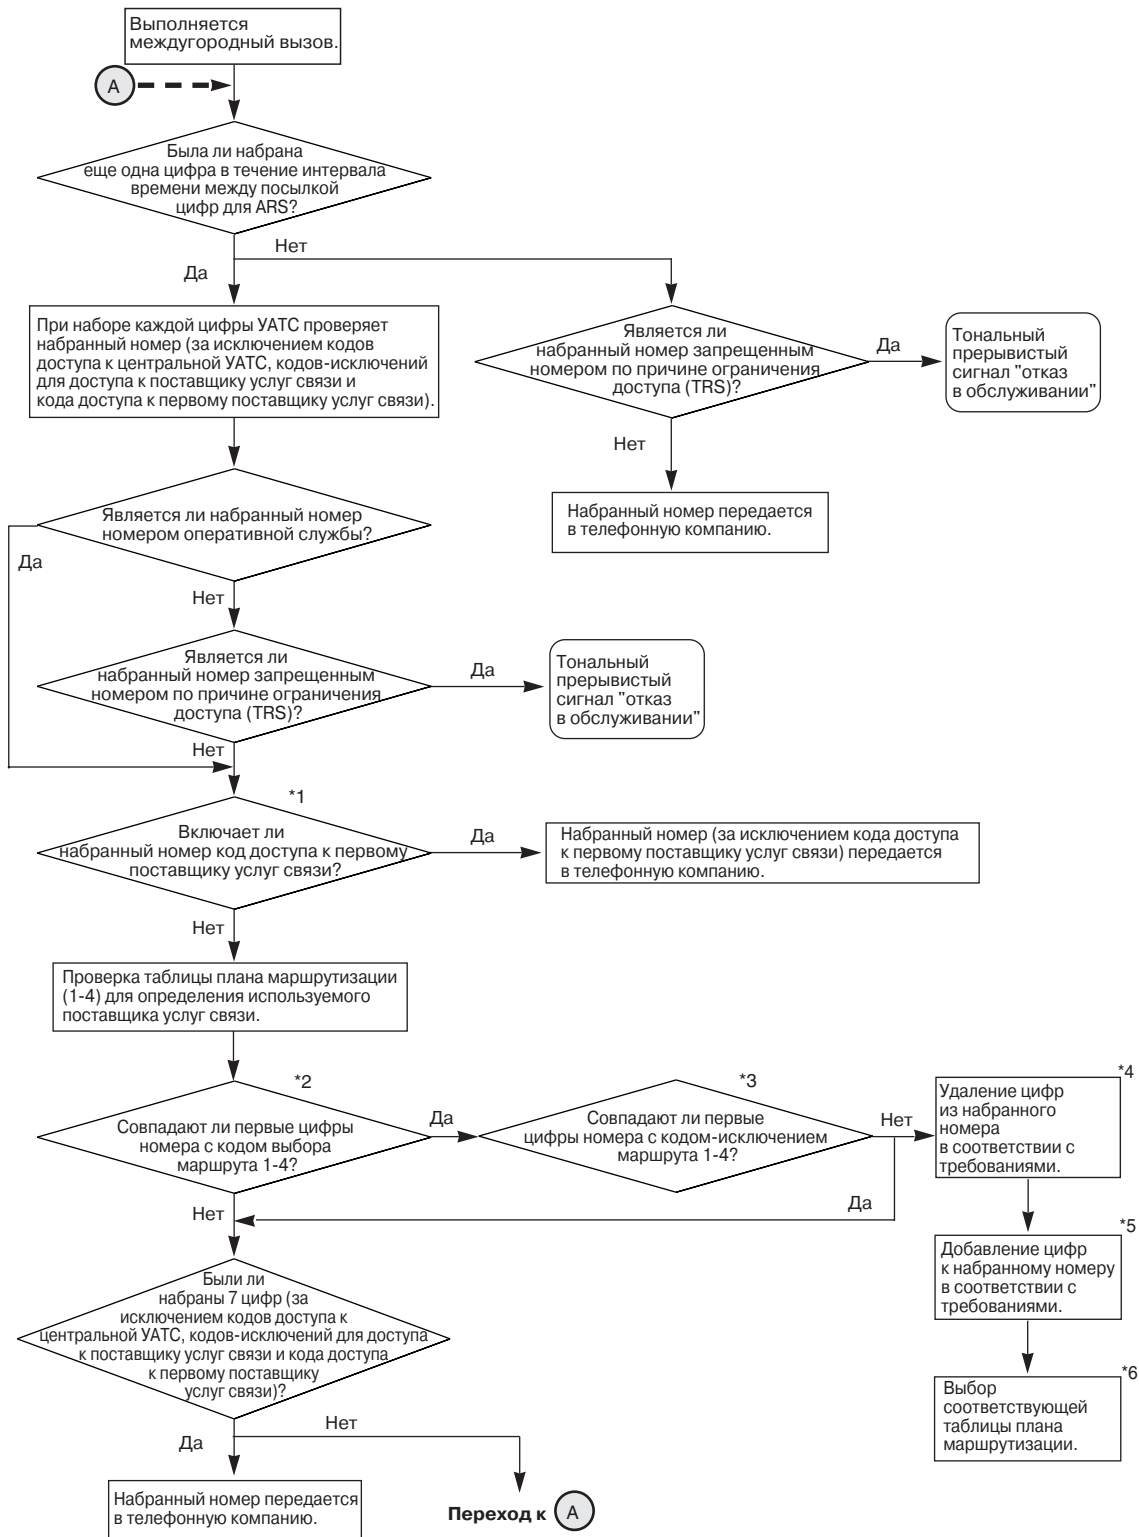 Выполняется
междугородный вызов.
A
Была ли набрана
еще одна цифра в течение интервала
времени между посылкой
цифр для ARS?
Нет
Да
При наборе каждой цифры УАТС проверяет
набранный номер (за исключением кодов
доступа к центральной УАТС, кодов-исключений
для доступа к поставщику услуг связи и
кода доступа к первому поставщику услуг связи).
Является ли
набранный номер запрещенным
номером по причине ограничения
доступа (TRS)?
Да
Тональный
прерывистый
сигнал "отказ
в обслуживании"
Нет
Набранный номер передается
в телефонную компанию.
Является ли набранный номер
номером оперативной службы?
Да
Нет
Является ли
набранный номер запрещенным
номером по причине ограничения
доступа (TRS)?
Да
Тональный
прерывистый
сигнал "отказ
в обслуживании"
Нет
*1
Включает ли
набранный номер код доступа к первому
поставщику услуг связи?
Да
Набранный номер (за исключением кода доступа
к первому поставщику услуг связи) передается
в телефонную компанию.
Нет
Проверка таблицы плана маршрутизации
(1-4) для определения используемого
поставщика услуг связи.
*2
Совпадают ли первые цифры
номера с кодом выбора
маршрута 1-4?
Да
*3
Совпадают ли первые
цифры номера с кодом-исключением
маршрута 1-4?
Нет
*4
Удаление цифр
из набранного
номера
в соответствии с
требованиями.
Да
Нет
*5
Добавление цифр
к набранному номеру
в соответствии с
требованиями.
Были ли
набраны 7 цифр (за
исключением кодов доступа к
центральной УАТС, кодов-исключений для доступа
к поставщику услуг связи и кода доступа
к первому поставщику
услуг связи)?
*6
Выбор
соответствующей
таблицы плана
маршрутизации.
Нет
Да
Набранный номер передается
в телефонную компанию.
Переход к A